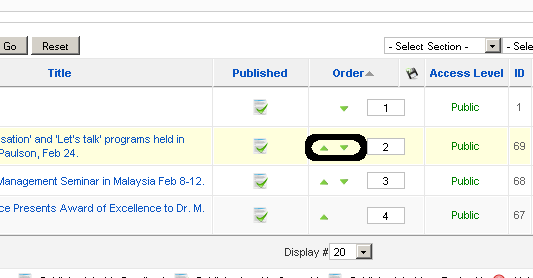 Go Reset - Select Section - - Sele
Title Published Order Access Level ID
1 Public 1
sation' and 'Let's talk' programs held in
Paulson, Feb 24.
2 Public 69
Management Seminar in Malaysia Feb 8-12. 3 Public 68
ce Presents Award of Excellence to Dr. M.
4 Public 67
Display # 20